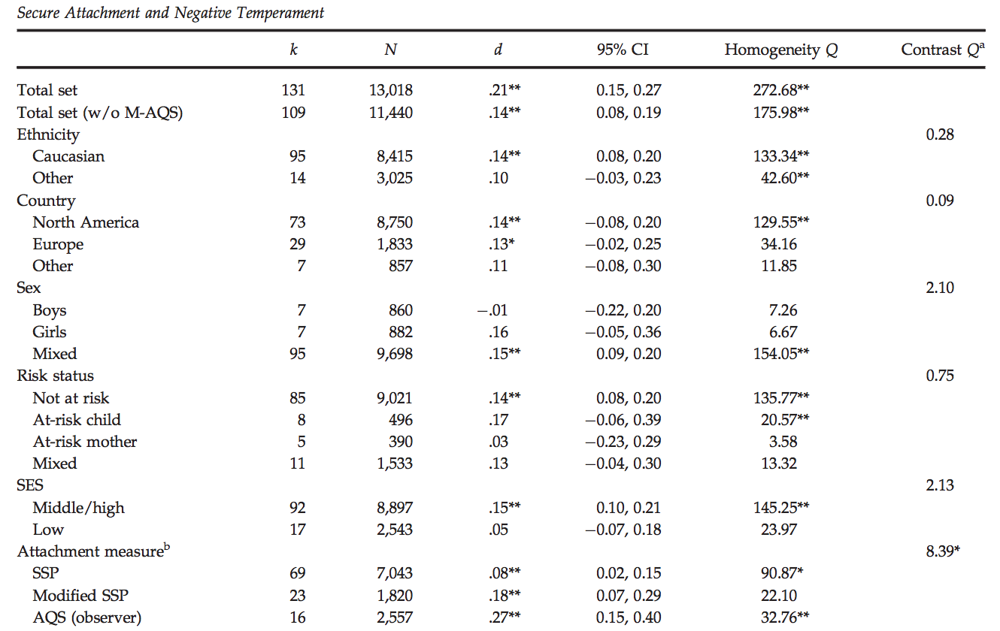 Secure Attachment and Negative Temperament
k N d 95% CI Homogeneity Q Contrast Qa
Total set 131 13,018 .21** 0.15, 0.27 272.68**
Total set (w/o M-AQS) 109 11,440 .14** 0.08, 0.19 175.98**
Ethnicity 0.28
Caucasian 95 8,415 .14** 0.08, 0.20 133.34**
Other 14 3,025 .10 −0.03, 0.23 42.60**
Country 0.09
North America 73 8,750 .14** −0.08, 0.20 129.55**
Europe 29 1,833 .13* −0.02, 0.25 34.16
Other 7 857 .11 −0.08, 0.30 11.85
Sex 2.10
Boys 7 860 −.01 −0.22, 0.20 7.26
Girls 7 882 .16 −0.05, 0.36 6.67
Mixed 95 9,698 .15** 0.09, 0.20 154.05**
Risk status 0.75
Not at risk 85 9,021 .14** 0.08, 0.20 135.77**
At-risk child 8 496 .17 −0.06, 0.39 20.57**
At-risk mother 5 390 .03 −0.23, 0.29 3.58
Mixed 11 1,533 .13 −0.04, 0.30 13.32
SES 2.13
Middle/high 92 8,897 .15** 0.10, 0.21 145.25**
Low 17 2,543 .05 −0.07, 0.18 23.97
Attachment measureb 8.39*
SSP 69 7,043 .08** 0.02, 0.15 90.87*
Modified SSP 23 1,820 .18** 0.07, 0.29 22.10
AQS (observer) 16 2,557 .27** 0.15, 0.40 32.76**